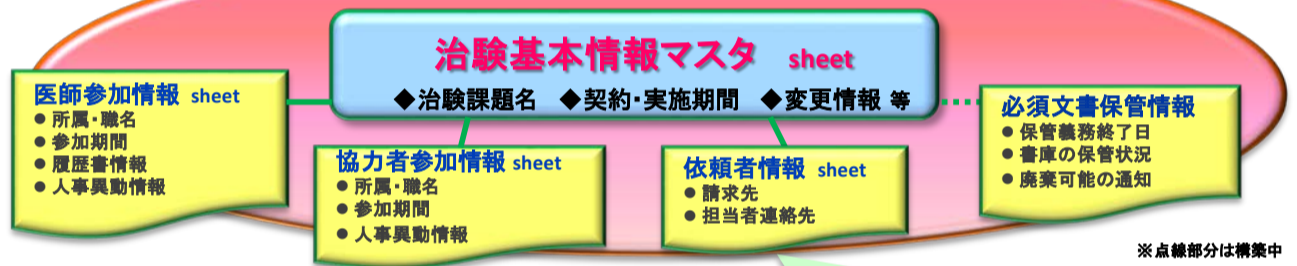 治験基本情報マスタ sheet
◆治験課題名 ◆契約・実施期間 ◆変更情報 等
医師参加情報 sheet
● 所属・職名
● 参加期間
● 履歴書情報
● 人事異動情報
協力者参加情報 sheet
● 所属・職名
● 参加期間
● 人事異動情報
依頼者情報 sheet
● 請求先
● 担当者連絡先
必須文書保管情報
● 保管義務終了日
● 書庫の保管状況
● 廃棄可能の通知
※点線部分は構築中